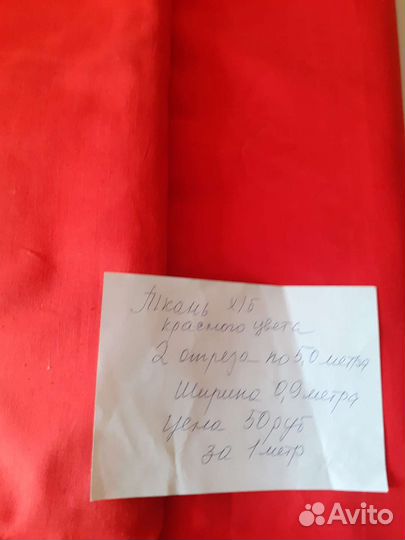 Ткань х/б
красного цвета
2 отреза по 5,0 метра
Ширина 0,9 метра
Цена 50 руб
за 1 метр
Avito